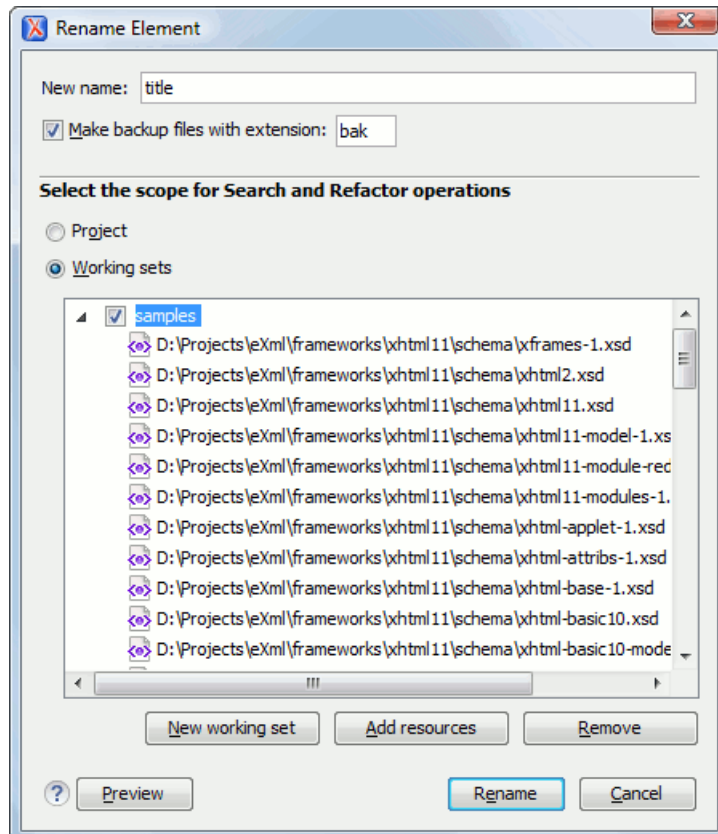 Rename Element
New name: title
Make backup files with extension: bak
Select the scope for Search and Refactor operations
Project
Working sets
samples
D:\Projects\eXml\frameworks\xhtml11\schema\xframes-1.xsd
D:\Projects\eXml\frameworks\xhtml11\schema\xhtml2.xsd
D:\Projects\eXml\frameworks\xhtml11\schema\xhtml11.xsd
D:\Projects\eXml\frameworks\xhtml11\schema\xhtml11-model-1.xs
D:\Projects\eXml\frameworks\xhtml11\schema\xhtml11-module-red
D:\Projects\eXml\frameworks\xhtml11\schema\xhtml11-modules-1.
D:\Projects\eXml\frameworks\xhtml11\schema\xhtml-applet-1.xsd
D:\Projects\eXml\frameworks\xhtml11\schema\xhtml-attribs-1.xsd
D:\Projects\eXml\frameworks\xhtml11\schema\xhtml-base-1.xsd
D:\Projects\eXml\frameworks\xhtml11\schema\xhtml-basic10.xsd
D:\Projects\eXml\frameworks\xhtml11\schema\xhtml-basic10-mode
New working set Add resources Remove
? Preview Rename Cancel